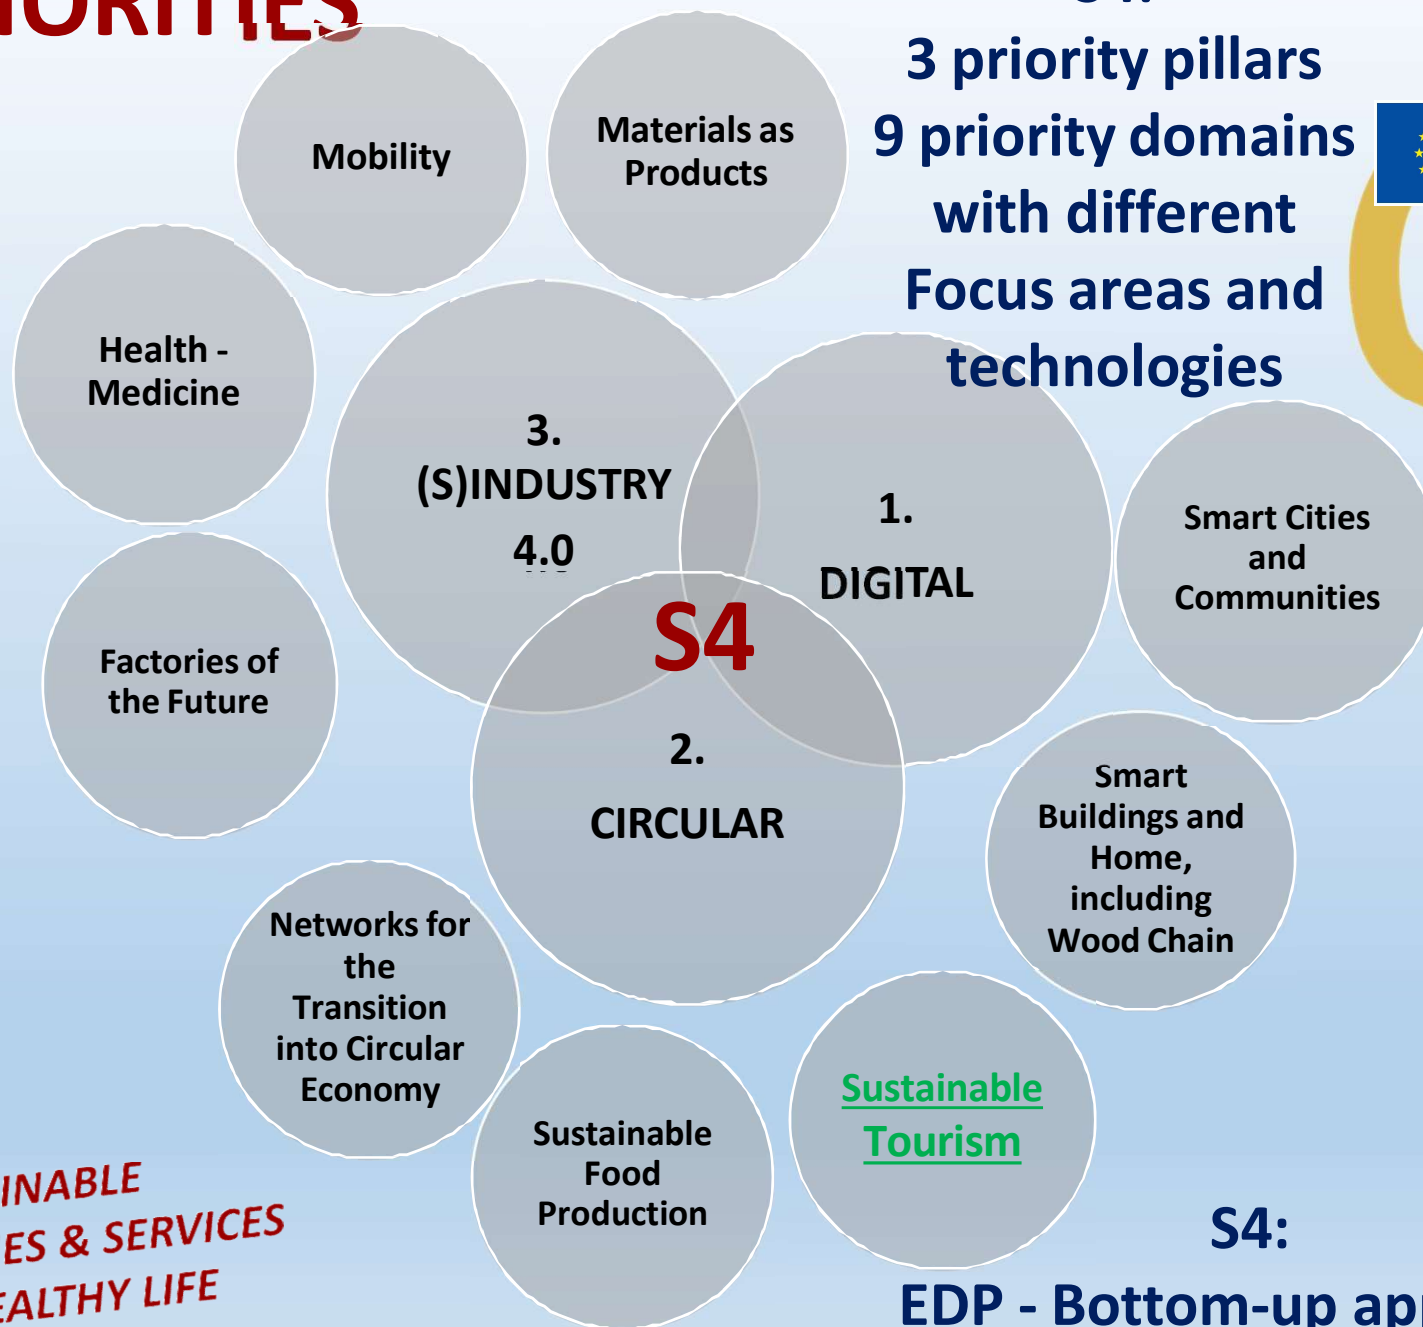 3 priority pillars
9 priority domains
with different
Focus areas and
technologies
Mobility
Materials as
Products
Health -
Medicine
3.
(S)INDUSTRY
4.0
1.
DIGITAL
Smart Cities
and
Communities
S4
Factories of
the Future
2.
CIRCULAR
Smart
Buildings and
Home,
including
Wood Chain
Networks for
the
Transition
into Circular
Economy
Sustainable
Food
Production
Sustainable
Tourism
& SERVICES
LIFE
S4:
EDP - Bottom-up